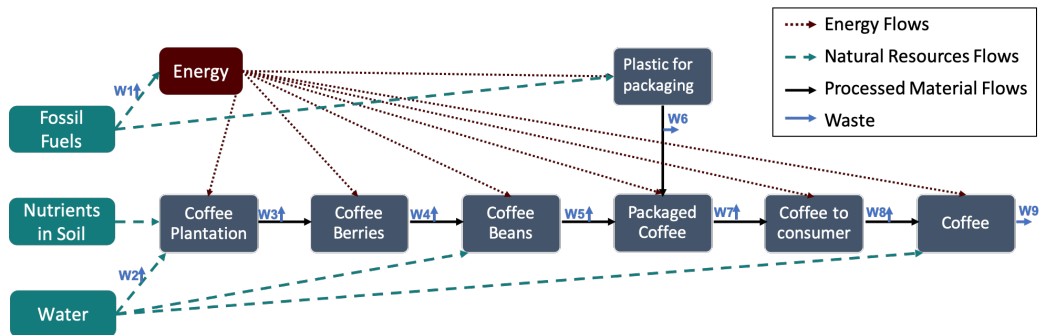 Energy Flows
Natural Resources Flows
Processed Material Flows
Waste
Energy
Plastic for
packaging
W1
Fossil
Fuels
W6
Nutrients
in Soil
Coffee
Plantation
W3
Coffee
Berries
W4
Coffee
Beans
W5
Packaged
Coffee
W7
Coffee to
consumer
W8
Coffee
W9
W2
Water